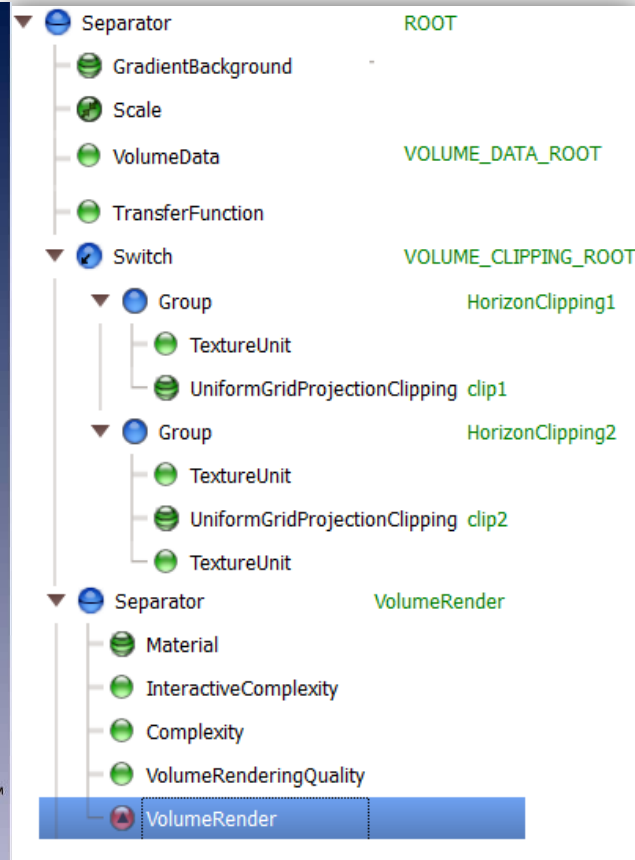 Separator ROOT
GradientBackground -
Scale
VolumeData VOLUME_DATA_ROOT
TransferFunction
Switch VOLUME_CLIPPING_ROOT
Group HorizonClipping1
TextureUnit
UniformGridProjectionClipping clip1
Group HorizonClipping2
TextureUnit
UniformGridProjectionClipping clip2
TextureUnit
Separator VolumeRender
Material
InteractiveComplexity
Complexity
VolumeRenderingQuality
VolumeRender